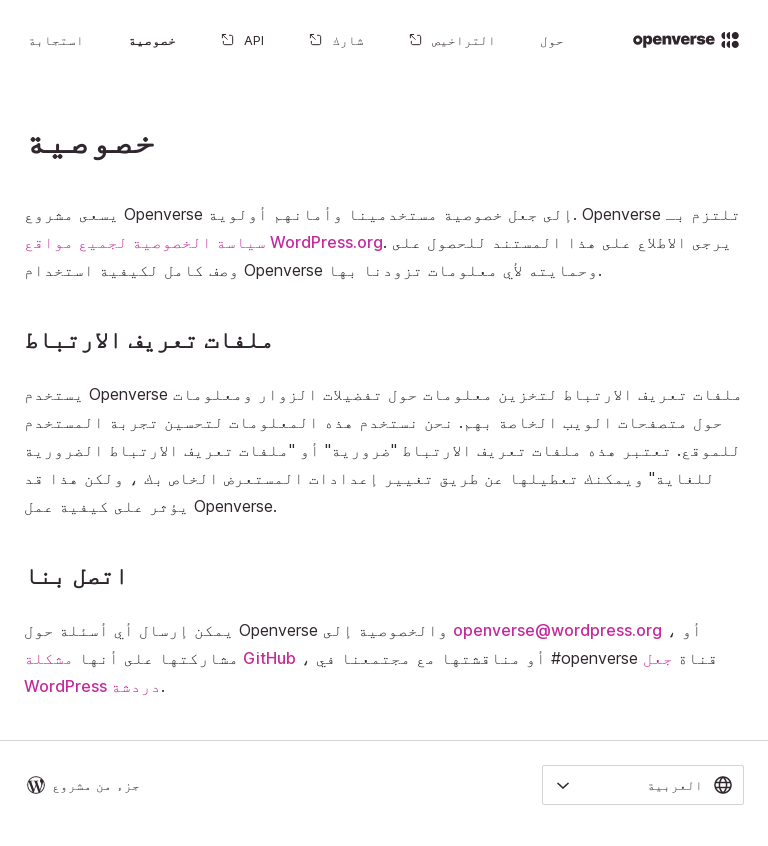 openverse حول التراخيص شارك API خصوصية استجابة
خصوصية
يسعى مشروع Openverse إلى جعل خصوصية مستخدمينا وأمانهم أولوية. Openverse تلتزم بـ
سياسة الخصوصية لجميع مواقع WordPress.org. يرجى الاطلاع على هذا المستند للحصول على
وصف كامل لكيفية استخدام Openverse وحمايته لأي معلومات تزودنا بها.
ملفات تعريف الارتباط
يستخدم Openverse ملفات تعريف الارتباط لتخزين معلومات حول تفضيلات الزوار ومعلومات
حول متصفحات الويب الخاصة بهم. نحن نستخدم هذه المعلومات لتحسين تجربة المستخدم
للموقع. تعتبر هذه ملفات تعريف الارتباط "ضرورية" أو "ملفات تعريف الارتباط الضرورية
للغاية" ويمكنك تعطيلها عن طريق تغيير إعدادات المستعرض الخاص بك ، ولكن هذا قد
يؤثر على كيفية عمل Openverse.
اتصل بنا
يمكن إرسال أي أسئلة حول Openverse والخصوصية إلى openverse@wordpress.org ، أو
مشاركتها على أنها مشكلة GitHub ، أو مناقشتها مع مجتمعنا في #openverse قناة جعل
WordPress دردشة.
العربية
جزء من مشروع